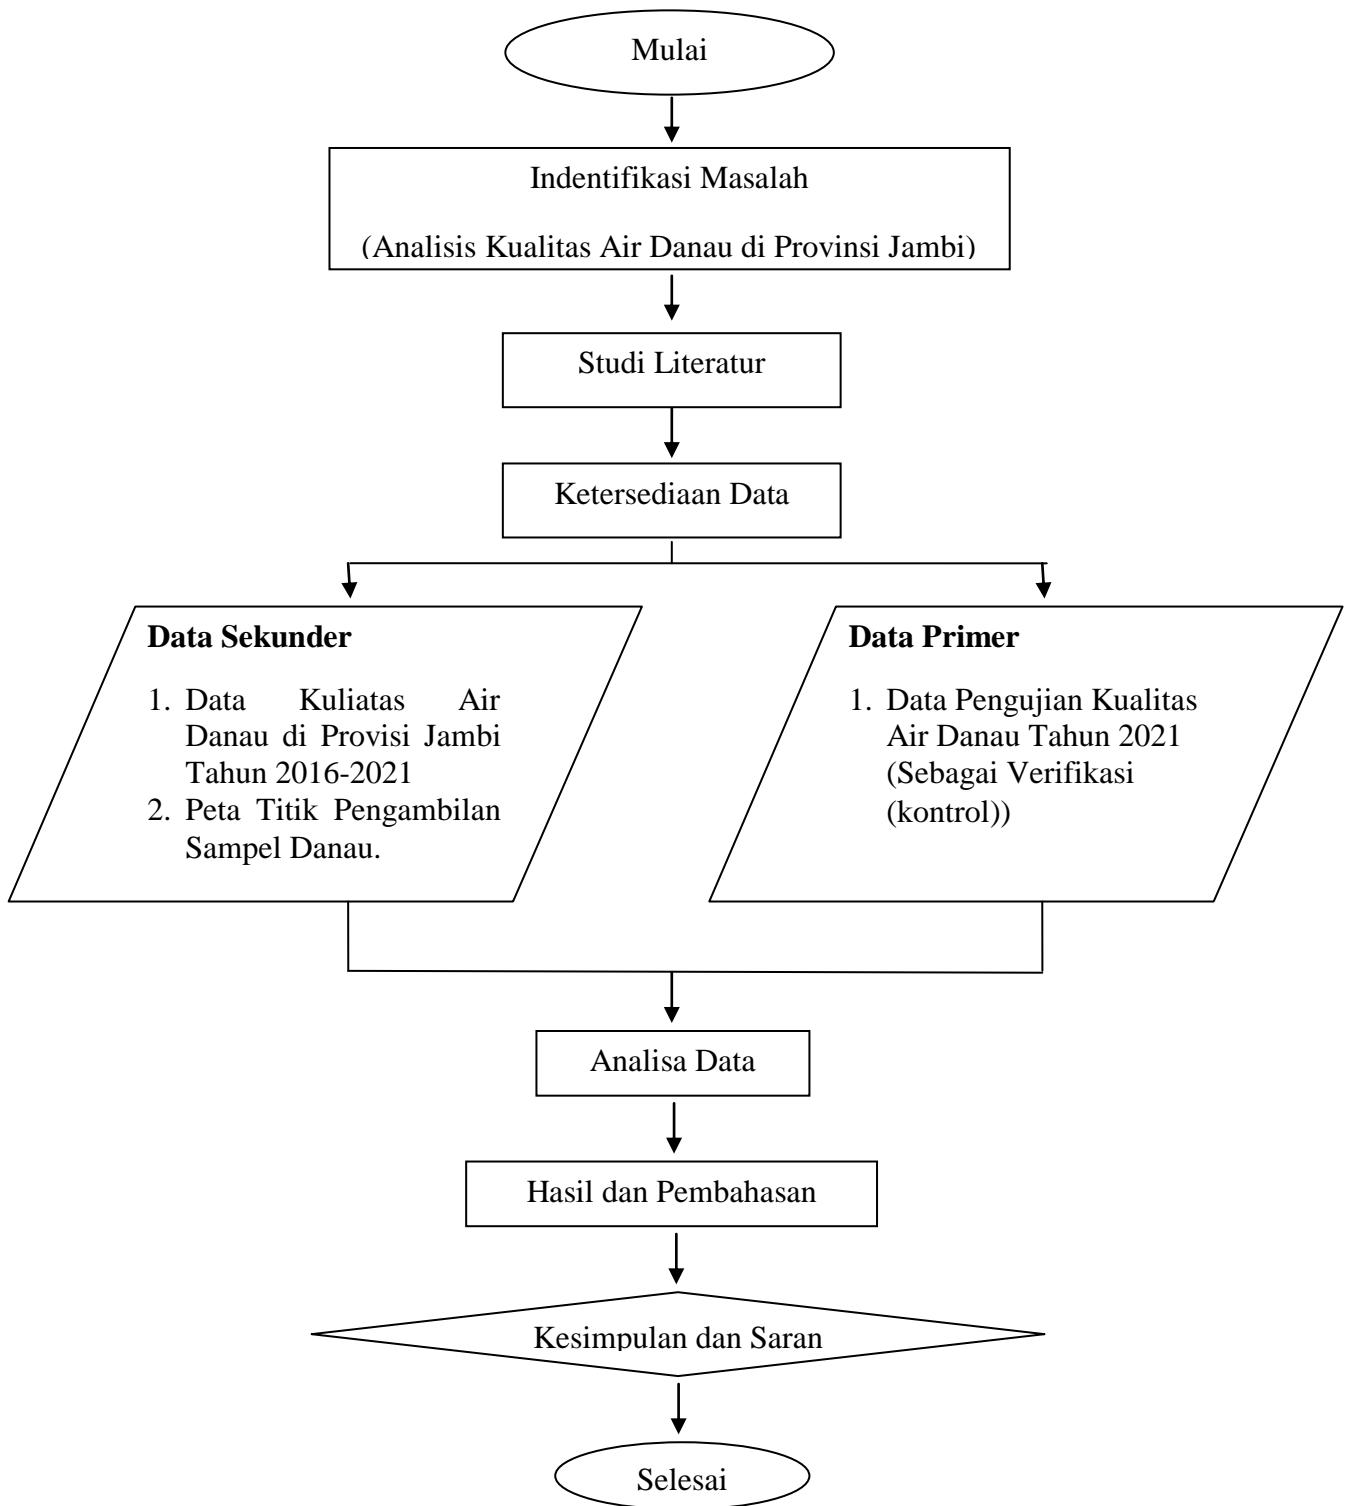 Mulai
Indentifikasi Masalah
(Analisis Kualitas Air Danau di Provinsi Jambi)
Studi Literatur
Ketersediaan Data
Data Sekunder
1. Data Kuliatas Air
Danau di Provisi Jambi
Tahun 2016-2021
2. Peta Titik Pengambilan
Sampel Danau.
Data Primer
1. Data Pengujian Kualitas
Air Danau Tahun 2021
(Sebagai Verifikasi
(kontrol))
Analisa Data
Hasil dan Pembahasan
Kesimpulan dan Saran
Selesai